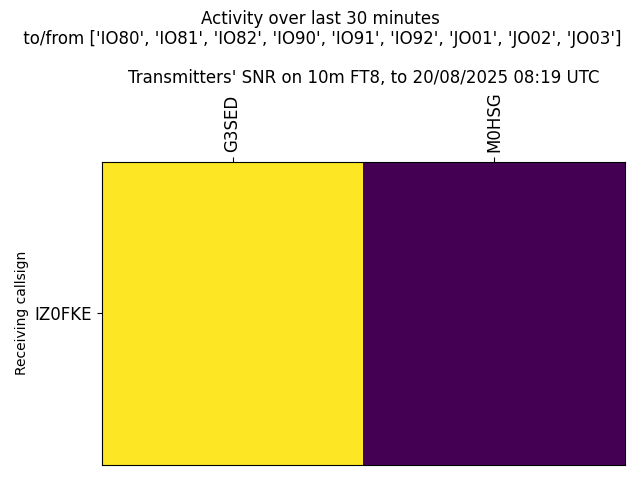 Activity over last 30 minutes
to/from ['IO80', 'IO81', 'IO82', 'IO90', 'IO91', 'IO92', 'JO01', 'JO02', 'JO03']
Transmitters' SNR on 10m FT8, to 20/08/2025 08:19 UTC
G3SED
M0HSG
Receiving callsign
IZ0FKE